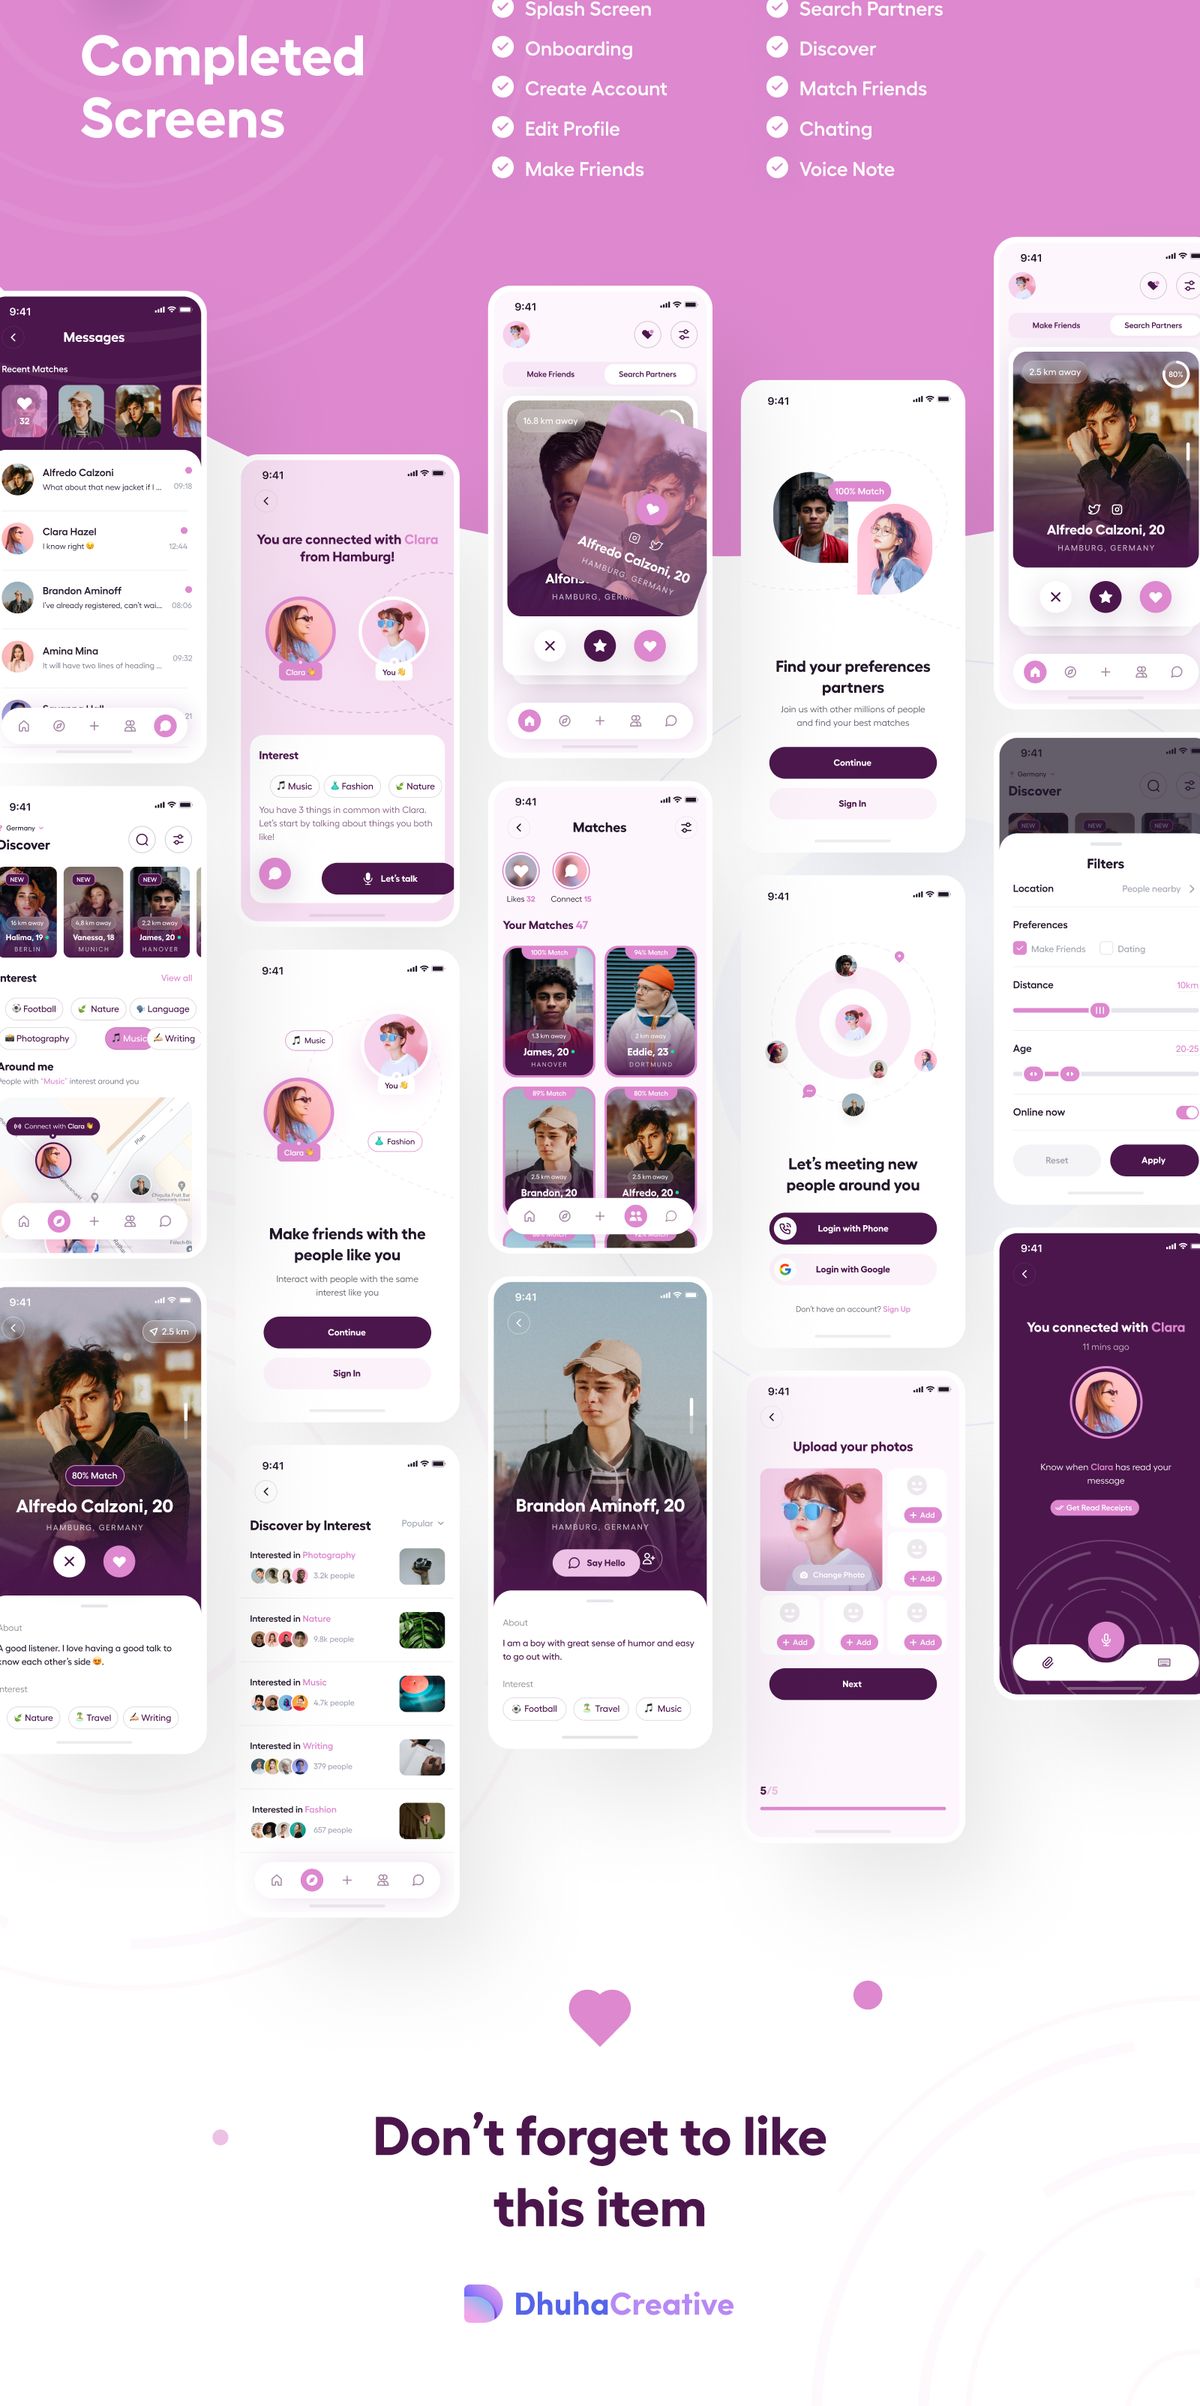 Completed
Screens
Splash Screen
Onboarding
Create Account
Edit Profile
Make Friends
Search Partners
Discover
Match Friends
Chating
Voice Note
9:41
Messages
Recent Matches
32
Alfredo Calzoni
What about that new jacket if I ...
09:18
Clara Hazel
I know right
12:44
Brandon Aminoff
I've already registered, can't wai...
08:06
Amina Mina
It will have two lines of heading ...
09:32
21
9:41
Germany
Discover
NEW
16 km away
Halima, 19
BERLIN
NEW
4.8 km away
Vanessa, 18
MUNICH
NEW
2.2 km away
James, 20
HANOVER
nterest
View all
Football
Nature
Language
Photography
Music
Writing
Around me
People with "Music" interest around you
Connect with Clara
Plan
9:41
2.5 km
80% Match
Alfredo Calzoni, 20
HAMBURG, GERMANY
About
A good listener. I love having a good talk to
know each other's side
nterest
Nature
Travel
Writing
9:41
You are connected with Clara
from Hamburg!
Clara
You
Interest
Music
Fashion
Nature
You have 3 things in common with Clara.
Let's start by talking about things you both
like!
Let's talk
9:41
Music
You
Clara
Fashion
Make friends with the
people like you
Interact with people with the same
interest like you
Continue
Sign In
9:41
Discover by Interest
Popular
Interested in Photography
3.2k people
Interested in Nature
9.8k people
Interested in Music
4.7k people
Interested in Writing
379 people
Interested in Fashion
657 people
9:41
Make Friends
Search Partners
16.8 km away
Alfredo Calzoni, 20
HAMBURG, GERMANY
Alfons
HAMBURG, GERM
9:41
Matches
Likes 32
Connect 15
Your Matches 47
100% Match
1.3 km away
James, 20
HANOVER
94% Match
2 km away
Eddie, 23
DORTMUND
89% Match
2.5 km away
Brandon, 20
80% Match
2.5 km away
Alfredo, 20
9:41
Brandon Aminoff, 20
HAMBURG, GERMANY
Say Hello
About
I am a boy with great sense of humor and easy
to go out with.
Interest
Football
Travel
Music
9:41
100% Match
Find your preferences
partners
Join us with other millions of people
and find your best matches
Continue
Sign In
9:41
Let's meeting new
people around you
Login with Phone
Login with Google
Don't have an account? Sign Up
9:41
Upload your photos
Change Photo
+ Add
+ Add
+ Add
+ Add
+ Add
Next
5/5
9:41
Make Friends
Search Partners
2.5 km away
80%
Alfredo Calzoni, 20
HAMBURG, GERMANY
9:41
Germany
Discover
NEW
NEW
NEW
Filters
Location
People nearby
Preferences
Make Friends
Dating
Distance
10km
Age
20-25
Online now
Reset
Apply
9:41
You connected with Clara
11 mins ago
Know when Clara has read your
message
Get Read Receipts
Don't forget to like
this item
DhuhaCreative